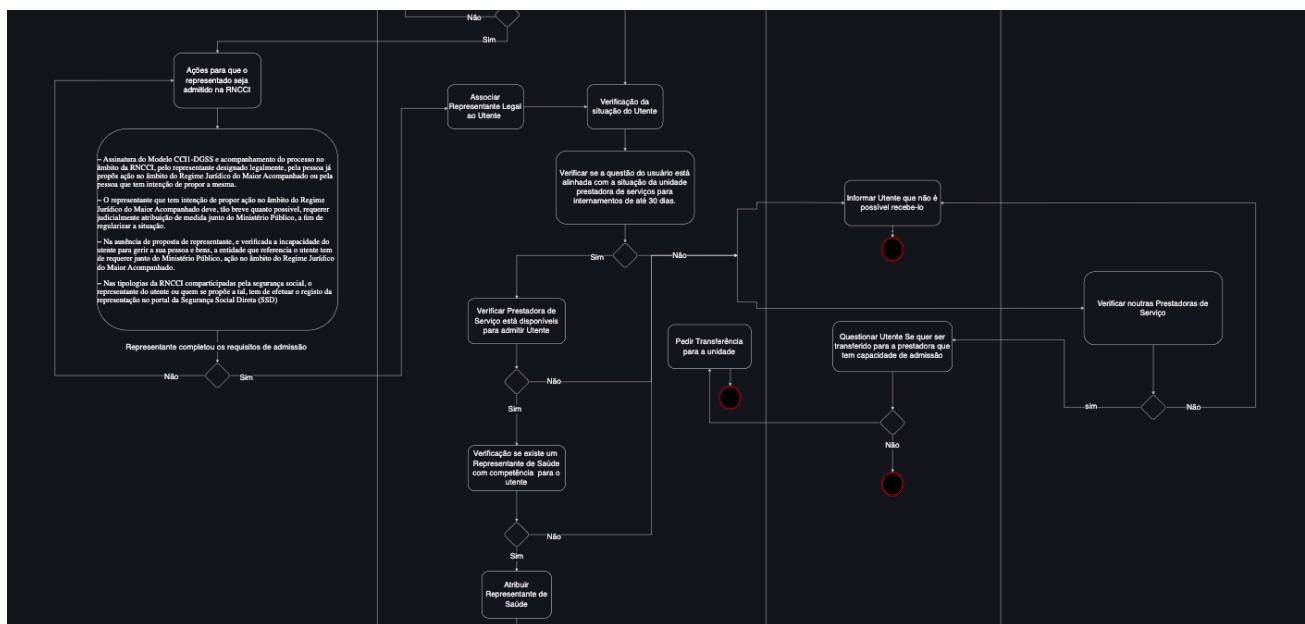 Não
Sim
Ações para que o
representado seja
admitido na RNCCI
– Assinatura do Modelo CCI1-DGSS e acompanhamento do processo no
âmbito da RNCCI, pelo representante designado legalmente, pela pessoa já
propôs ação no âmbito do Regime Jurídico do Maior Acompanhado ou pela
pessoa que tem intenção de propor a mesma.
– O representante que tem intenção de propor ação no âmbito do Regime
Jurídico do Maior Acompanhado deve, tão breve quanto possível, requerer
judicialmente atribuição de medida junto do Ministério Público, a fim de
regularizar a situação.
– Na ausência de proposta de representante, e verificada a incapacidade do
utente para gerir a sua pessoa e bens, a entidade que referencia o utente tem
de requerer junto do Ministério Público, ação no âmbito do Regime Jurídico
do Maior Acompanhado.
– Nas tipologias da RNCCI comparticipadas pela segurança social, o
representante do utente ou quem se propõe a tal, tem de efetuar o registo da
representação no portal da Segurança Social Direta (SSD)
Representante completou os requisitos de admissão
Não
Sim
Associar
Representante Legal
ao Utente
Verificação da
situação do Utente
Verificar se a questão do usuário está
alinhada com a situação da unidade
prestadora de serviços para
internamentos de até 30 dias.
Sim
Não
Verificar Prestadora de
Serviço está disponíveis
para admitir Utente
Não
Sim
Verificação se existe um
Representante de Saúde
com competência para o
utente
Não
Sim
Atribuir
Representante de
Saúde
Pedir Transferência
para a unidade
Informar Utente que não é
possivel recebe-lo
Questionar Utente Se quer ser
transferido para a prestadora que
tem capacidade de admissão
Não
Verificar noutras Prestadoras de
Serviço
sim
Não